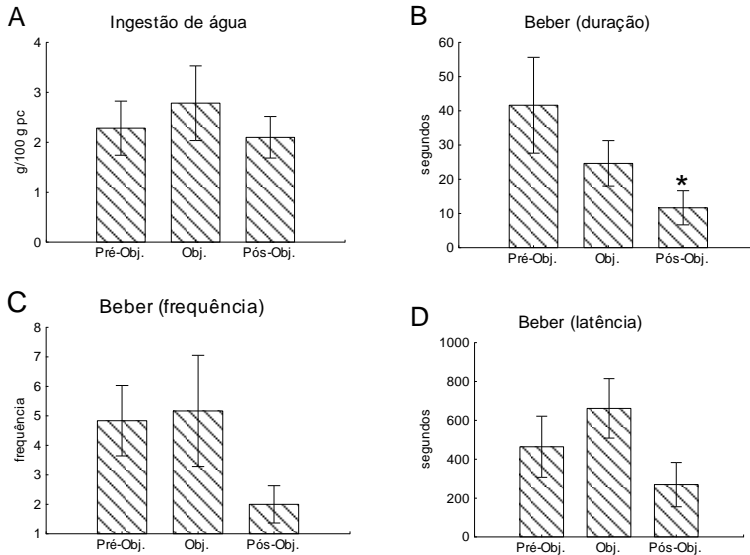 A
Ingestão de água
4
3
2
1
0
g/100 g pc
Pré-Obj. Obj. Pós-Obj.
B
Beber (duração)
60
50
40
30
20
10
0
segundos
*
Pré-Obj. Obj. Pós-Obj.
C
Beber (frequência)
8
7
6
5
4
3
2
1
frequência
Pré-Obj. Obj. Pós-Obj.
D
Beber (latência)
1000
800
600
400
200
0
segundos
Pré-Obj. Obj. Pós-Obj.